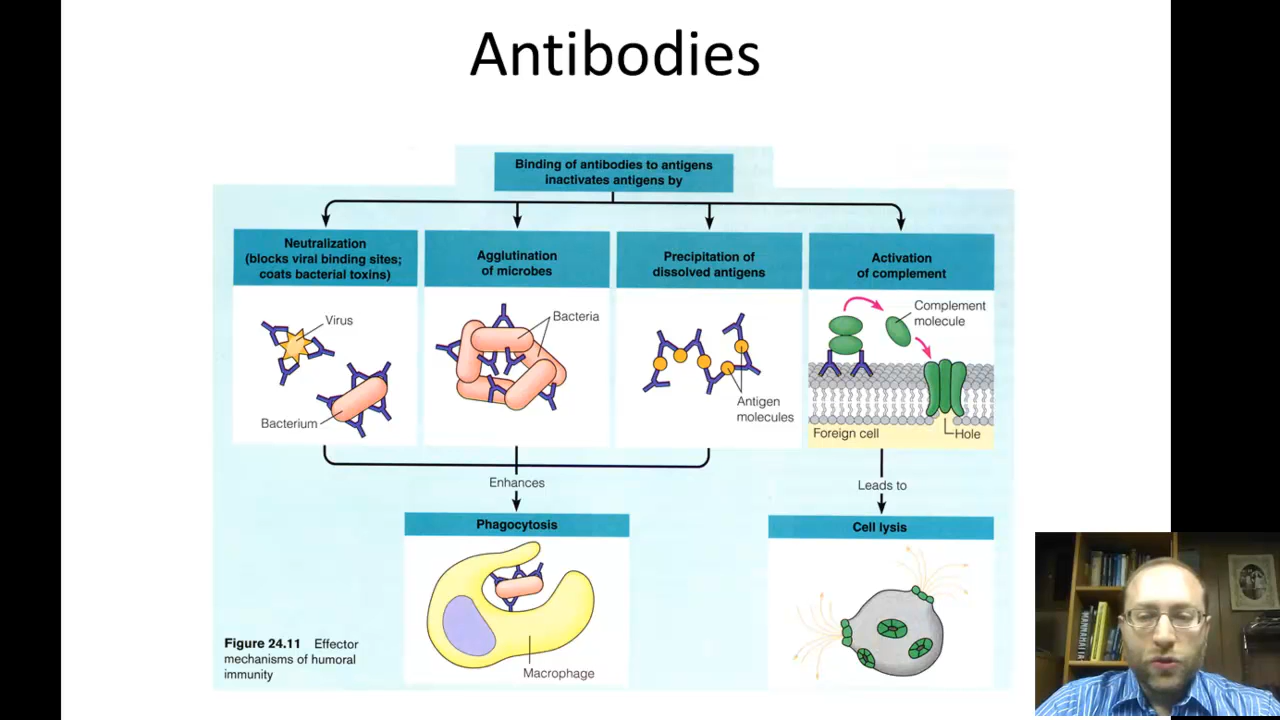 Antibodies
Binding of antibodies to antigens
inactivates antigens by
Neutralization
(blocks viral binding sites;
coats bacterial toxins)
Agglutination
of microbes
Precipitation of
dissolved antigens
Activation
of complement
Virus
Bacterium
Bacteria
Antigen
molecules
Complement
molecule
Foreign cell
Hole
Enhances
Leads to
Phagocytosis
Cell lysis
Macrophage
Figure 24.11 Effector
mechanisms of humoral
immunity
MANNAHATTA